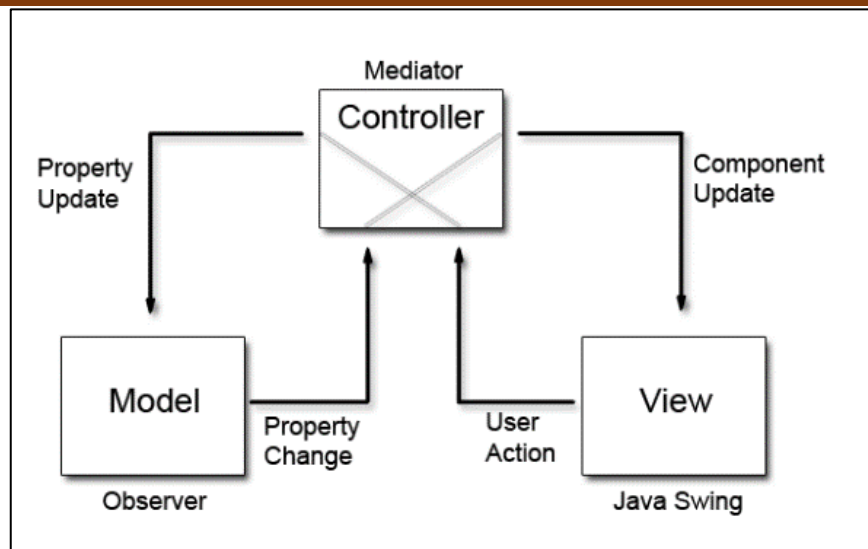 Mediator
Controller
Property
Update
Component
Update
Model
View
Property
Change
User
Action
Observer
Java Swing